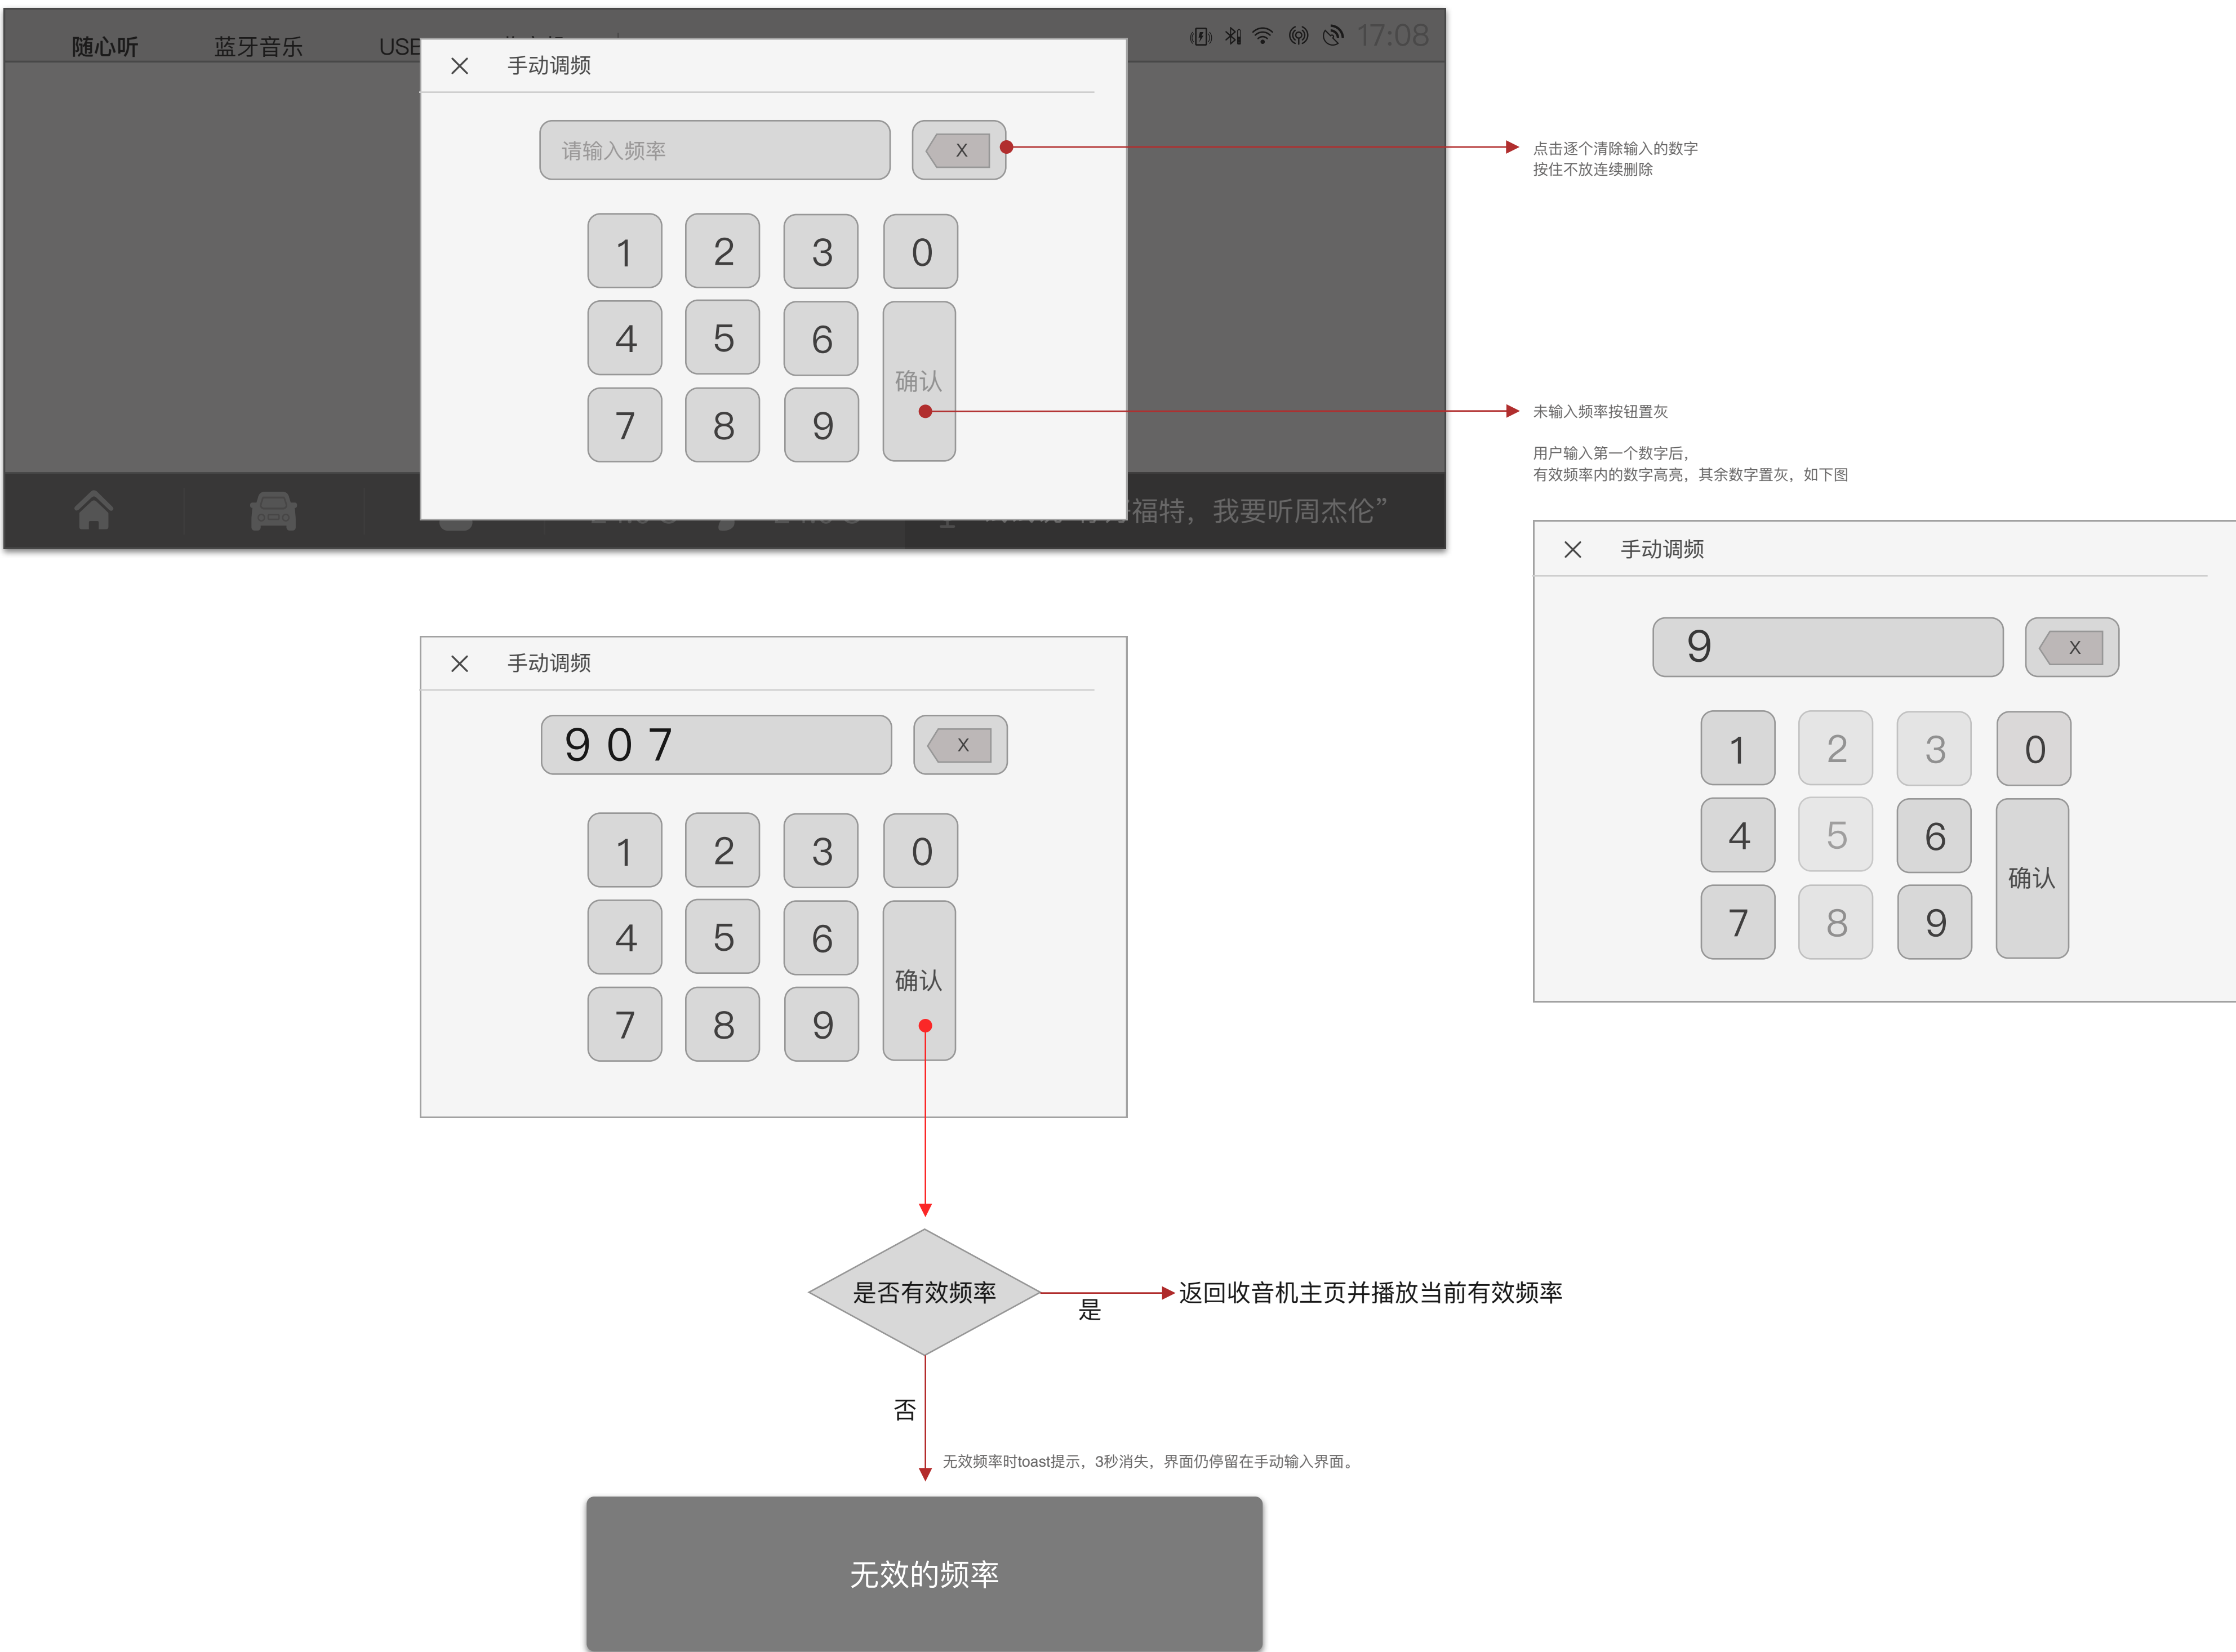 随心听
蓝牙音乐
USB
17:08
手动调频
请输入频率
X
1
2
3
0
4
5
6
确认
7
8
9
福特，我要听周杰伦”
点击逐个清除输入的数字
按住不放连续删除
未输入频率按钮置灰
用户输入第一个数字后，
有效频率内的数字高亮，其余数字置灰，如下图
手动调频
9
X
1
2
3
0
4
5
6
确认
7
8
9
手动调频
907
X
1
2
3
0
4
5
6
确认
7
8
9
是否有效频率
是
返回收音机主页并播放当前有效频率
否
无效频率时toast提示，3秒消失，界面仍停留在手动输入界面。
无效的频率